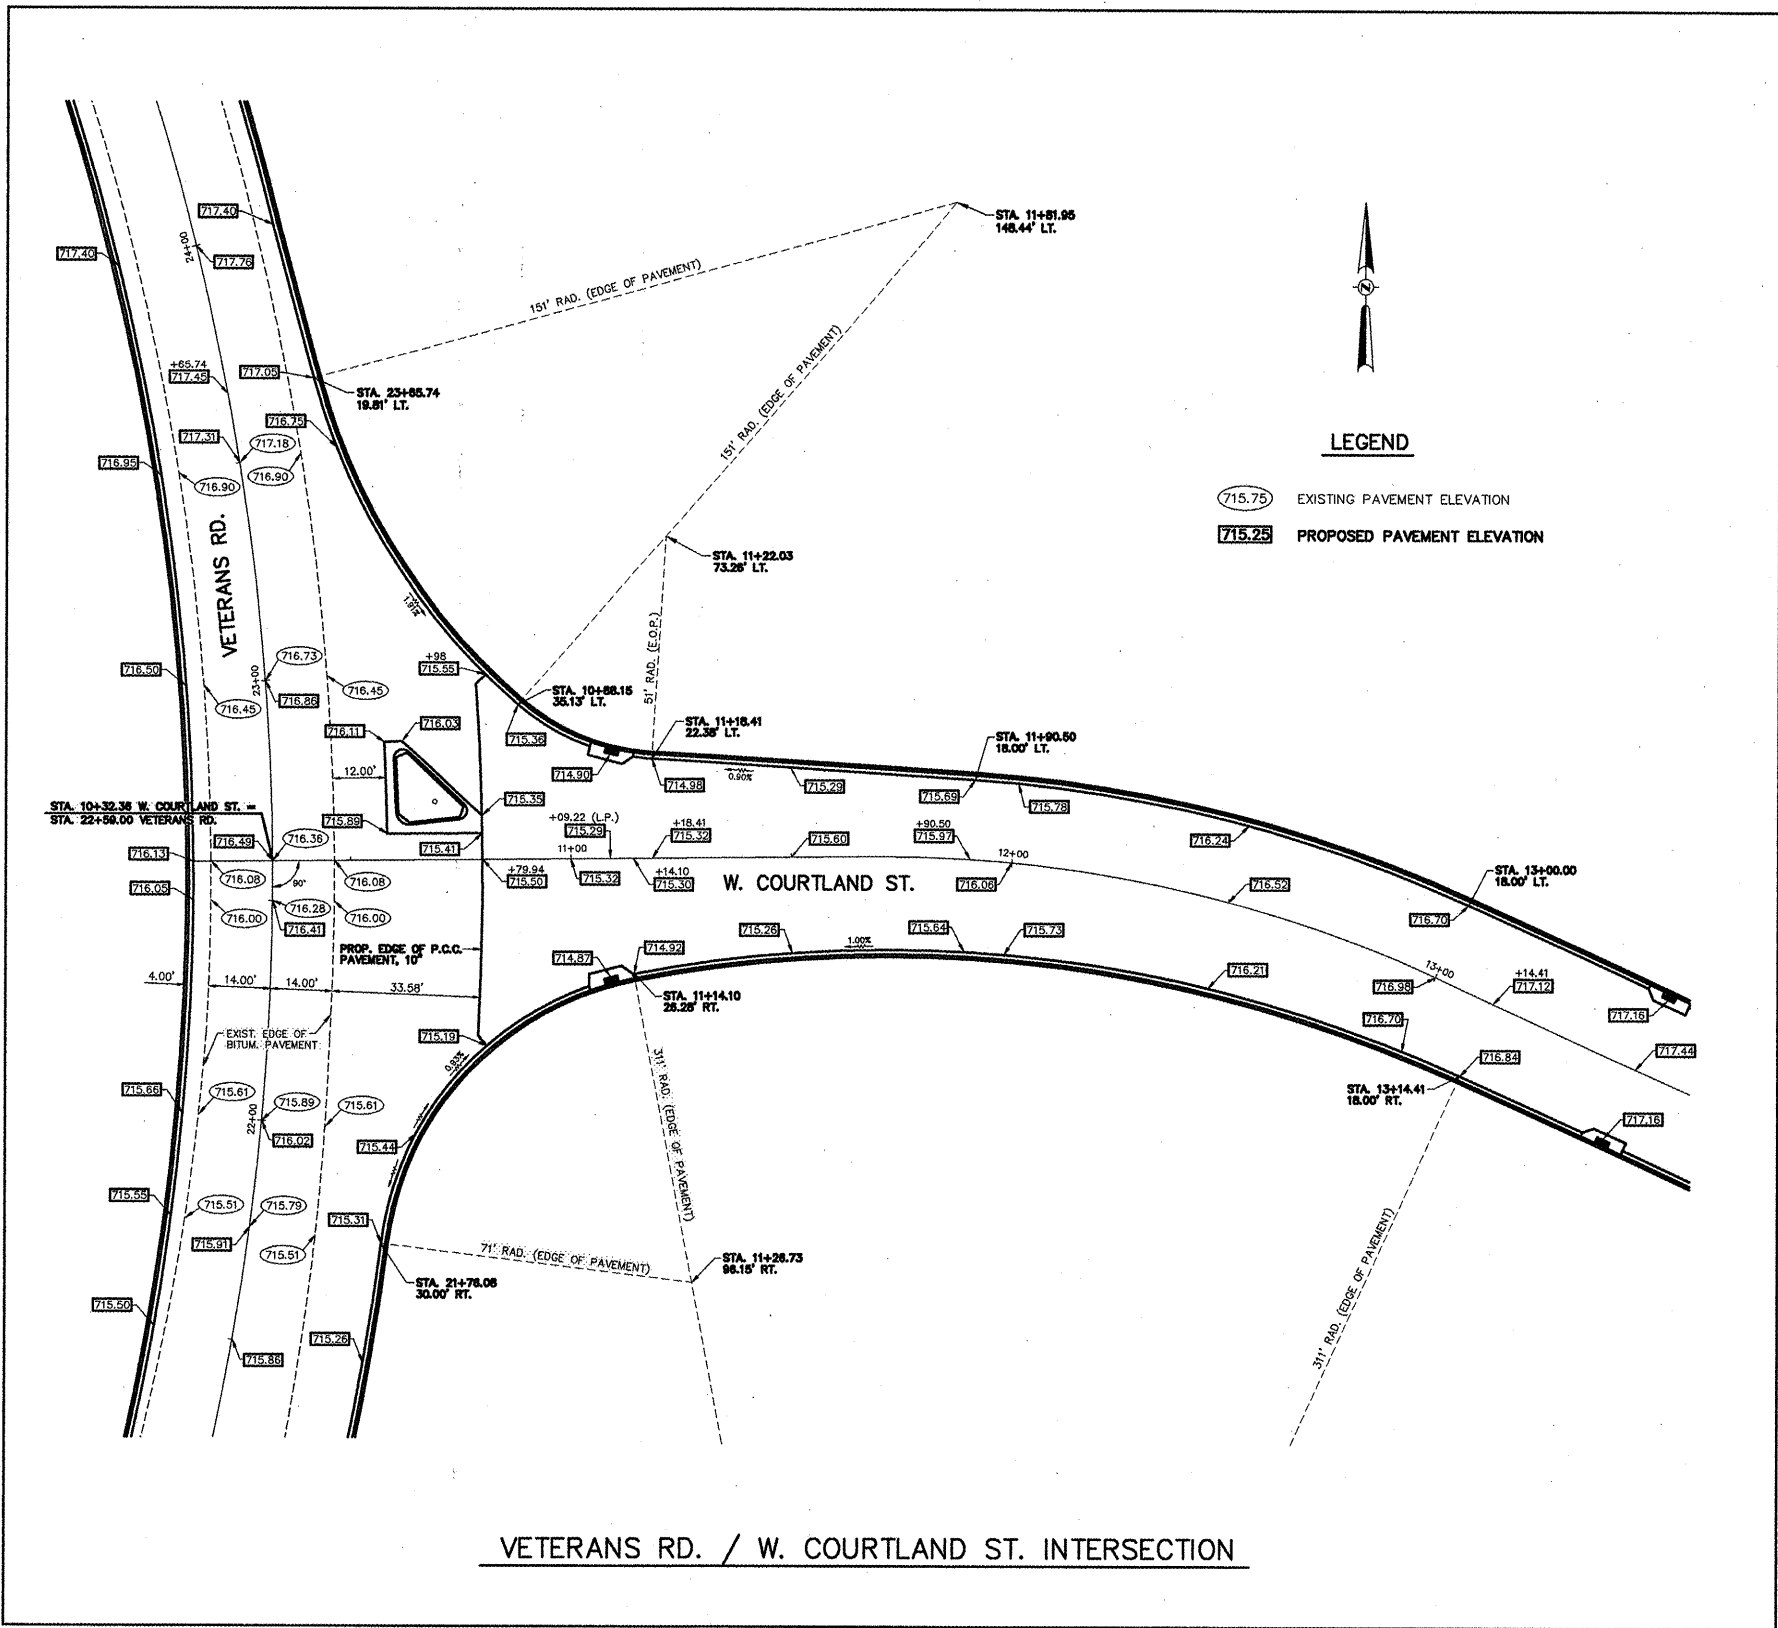 717.40
STA. 11+81.95
148.44' LT.
717.40
24+00
717.76
151' RAD. (EDGE OF PAVEMENT)
151' RAD. (EDGE OF PAVEMENT)
+65.74
717.45
717.05
STA. 23+65.74
19.81' LT.
716.75
717.31
717.18
716.95
716.90
716.90
LEGEND
715.75 EXISTING PAVEMENT ELEVATION
715.25 PROPOSED PAVEMENT ELEVATION
VETERANS RD.
STA. 11+22.03
73.26' LT.
1.91%
51' RAD. (E.O.P.)
716.50
716.73
+98
715.55
23+00
716.45
716.45
716.86
STA. 10+88.15
35.13' LT.
716.11
716.03
715.36
STA. 11+18.41
22.38' LT.
STA. 11+90.50
18.00' LT.
12.00'
714.90
714.98
0.90%
715.29
715.69
715.78
715.35
STA. 10+32.36 W. COURTLAND ST. =
STA. 22+59.00 VETERANS RD.
715.89
716.49
716.36
715.41
+09.22 (L.P.)
715.29
+18.41
715.32
715.60
+90.50
715.97
716.24
716.13
11+00
12+00
716.08
90°
716.08
+79.94
715.50
715.32
+14.10
715.30
W. COURTLAND ST.
716.06
716.52
STA. 13+00.00
18.00' LT.
716.05
716.00
716.28
716.00
716.41
716.70
PROP. EDGE OF P.C.C.
PAVEMENT, 10"
714.87
714.92
715.26
1.00%
715.64
715.73
4.00'
14.00'
14.00'
33.58'
716.21
13+00
716.98
+14.41
717.12
STA. 11+14.10
26.28' RT.
717.16
EXIST. EDGE OF
BITUM. PAVEMENT
715.19
716.70
717.44
0.93%
716.84
STA. 13+14.41
18.00' RT.
715.66
715.61
715.89
715.61
22+00
716.02
715.44
717.16
311' RAD. (EDGE OF PAVEMENT)
715.55
715.51
715.79
715.31
715.91
715.51
71' RAD. (EDGE OF PAVEMENT)
STA. 11+26.73
96.15' RT.
STA. 21+76.06
30.00' RT.
311' RAD. (EDGE OF PAVEMENT)
715.50
715.26
715.86
VETERANS RD. / W. COURTLAND ST. INTERSECTION